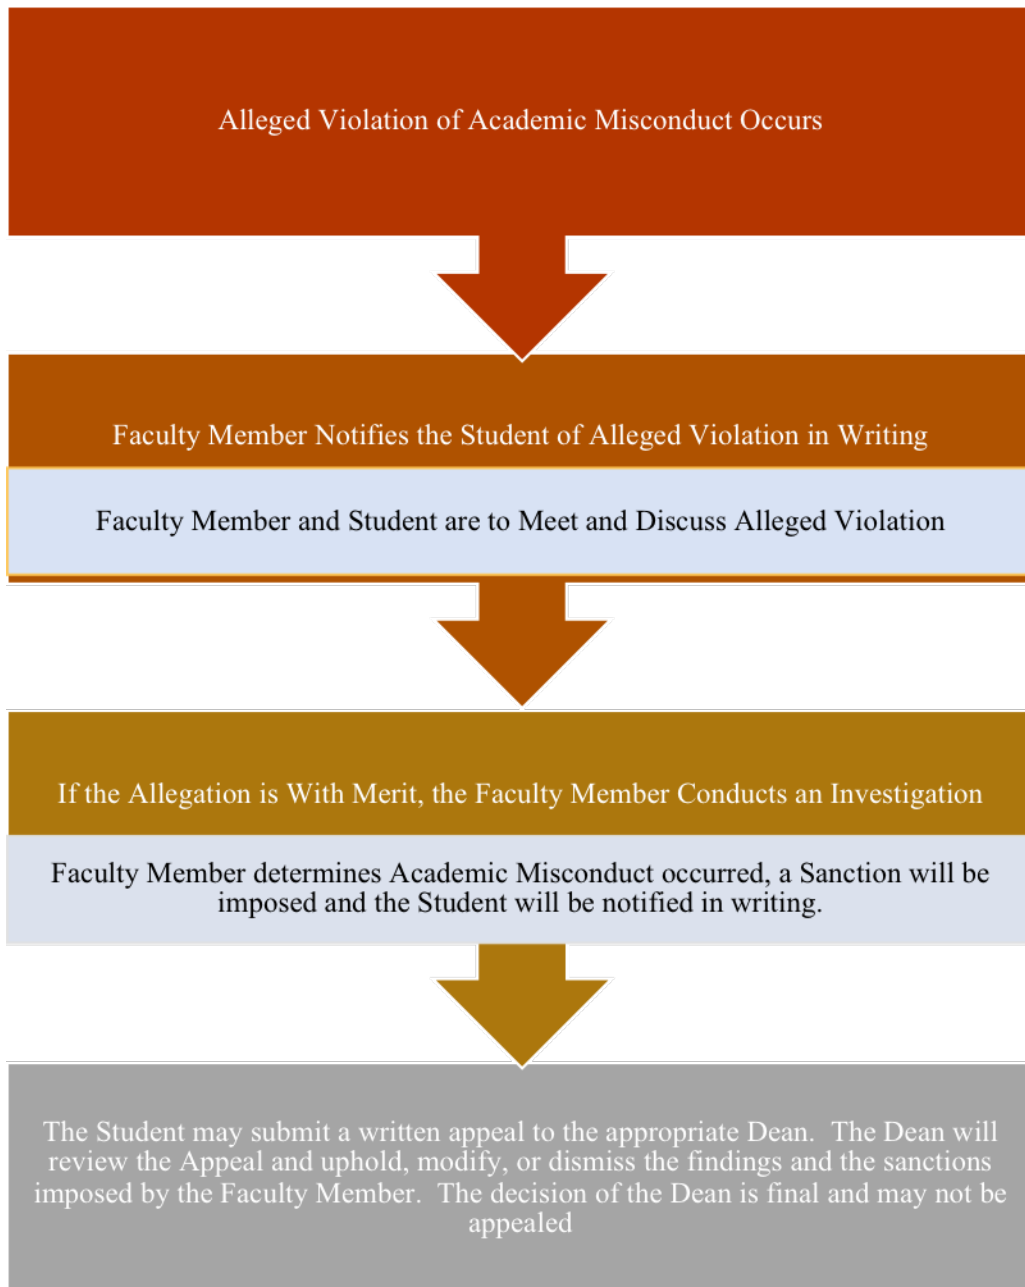 Alleged Violation of Academic Misconduct Occurs
Faculty Member Notifies the Student of Alleged Violation in Writing
Faculty Member and Student are to Meet and Discuss Alleged Violation
If the Allegation is With Merit, the Faculty Member Conducts an Investigation
Faculty Member determines Academic Misconduct occurred, a Sanction will be
imposed and the Student will be notified in writing.
The Student may submit a written appeal to the appropriate Dean.  The Dean will
review the Appeal and uphold, modify, or dismiss the findings and the sanctions
imposed by the Faculty Member.  The decision of the Dean is final and may not be
appealed